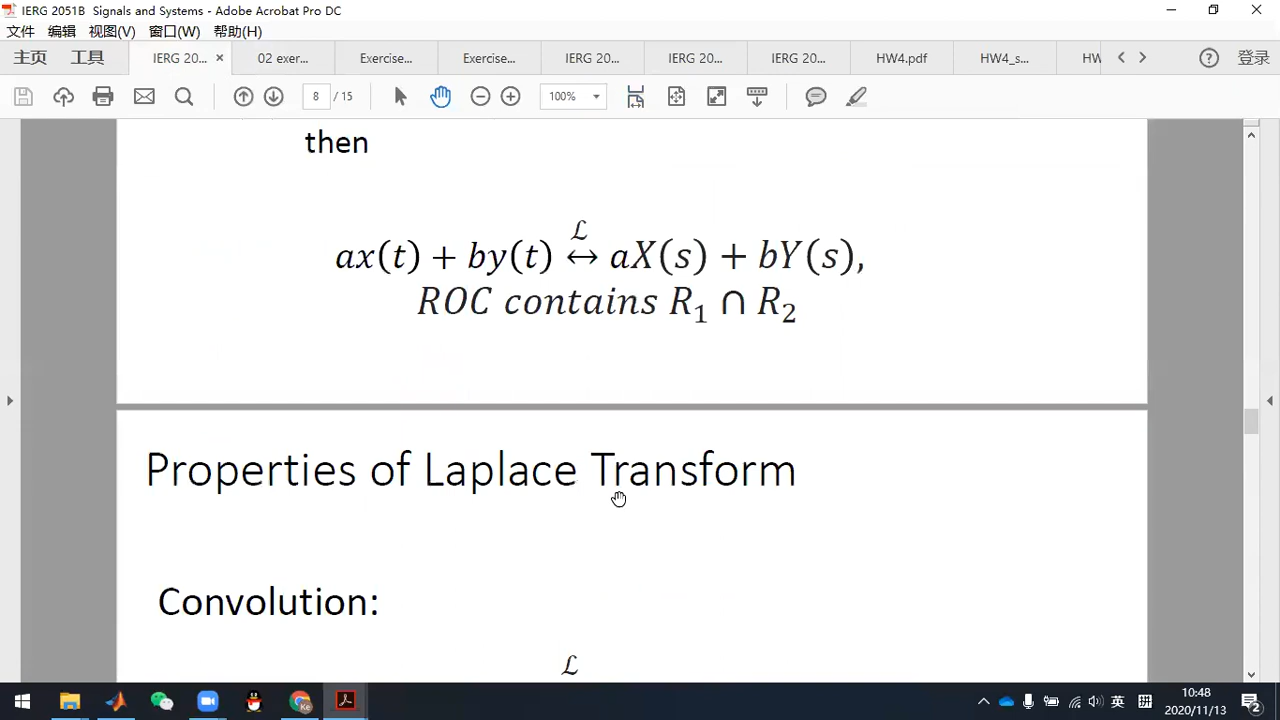 IERG 2051B Signals and Systems - Adobe Acrobat Pro DC
文件 编辑 视图(V) 窗口(W) 帮助(H)
主页 工具 IERG 20... × 02 exer... Exercise... Exercise... IERG 20... IERG 20... IERG 20... HW4.pdf HW4_s... HW 登录
8 / 15 100%
then
ℒ
ax(t) + by(t) ↔ aX(s) + bY(s),
ROC contains R₁ ∩ R₂
Properties of Laplace Transform
Convolution:
ℒ
英 拼 10:48
2020/11/13 2